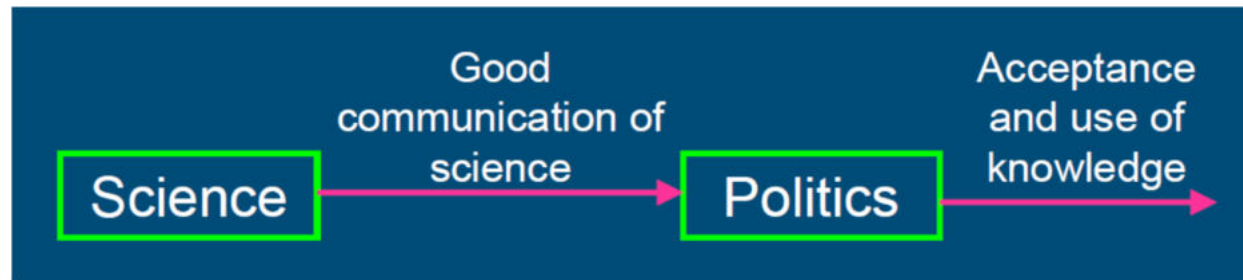 Science
Good
communication of
science
Politics
Acceptance
and use of
knowledge